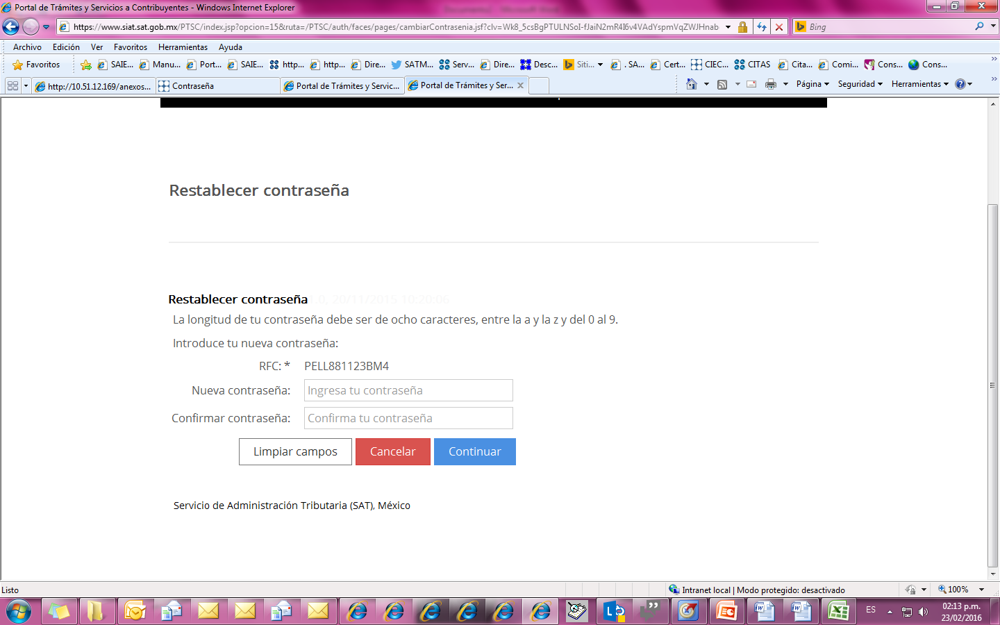 Portal de Trámites y Servicios a Contribuyentes - Windows Internet Explorer
https://www.siat.sat.gob.mx/PTSC/index.jsp?opcion=15&ruta=/PTSC/auth/faces/pages/cambiarContrasenia.jsf?clv=Wk8_5csBgPTULNSoI-fJaiN2mR4I6v4VAdYspmVqZWJHnab
Bing
Archivo Edición Ver Favoritos Herramientas Ayuda
Favoritos SAIE... Manu... Port... SAIE... http... http... Dire... SATM... Serv... Dire... Desc... Siti... . SA... Cert... CIEC... CITAS Cita... Comi... Cons... Cons...
http://10.51.12.169/anexos... Contraseña Portal de Trámites y Servic... Portal de Trámites y Ser... Página Seguridad Herramientas
Restablecer contraseña
Restablecer contraseña 1.0, 20/11/2015 10:20:06
La longitud de tu contraseña debe ser de ocho caracteres, entre la a y la z y del 0 al 9.
Introduce tu nueva contraseña:
RFC: * PELL881123BM4
Nueva contraseña: Ingresa tu contraseña
Confirmar contraseña: Confirma tu contraseña
Limpiar campos Cancelar Continuar
Servicio de Administración Tributaria (SAT), México
Listo Intranet local | Modo protegido: desactivado 100%
ES 02:13 p.m.
23/02/2016